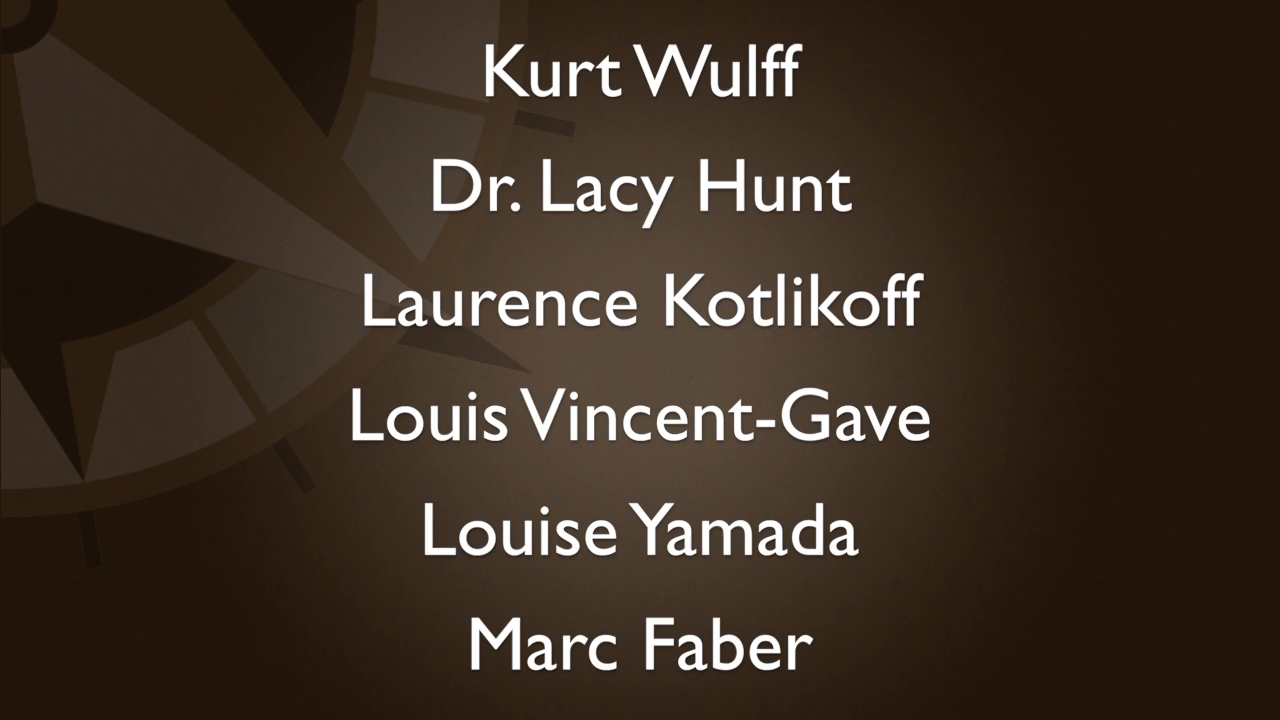 Kurt Wulff
Dr. Lacy Hunt
Laurence Kotlikoff
Louis Vincent-Gave
Louise Yamada
Marc Faber